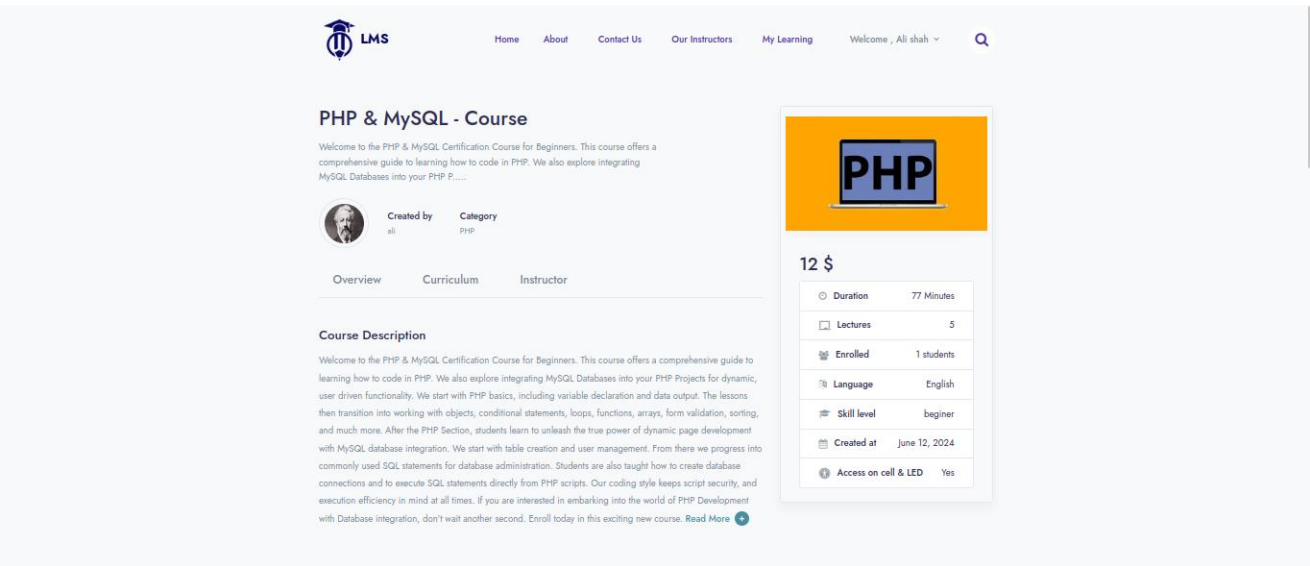 LMS
Home About Contact Us Our Instructors My Learning Welcome , Ali shah
PHP & MySQL - Course
Welcome to the PHP & MySQL Certification Course for Beginners. This course offers a
comprehensive guide to learning how to code in PHP. We also explore integrating
MySQL Databases into your PHP P.....
Created by Category
ali PHP
Overview Curriculum Instructor
Course Description
Welcome to the PHP & MySQL Certification Course for Beginners. This course offers a comprehensive guide to
learning how to code in PHP. We also explore integrating MySQL Databases into your PHP Projects for dynamic,
user driven functionality. We start with PHP basics, including variable declaration and data output. The lessons
then transition into working with objects, conditional statements, loops, functions, arrays, form validation, sorting,
and much more. After the PHP Section, students learn to unleash the true power of dynamic page development
with MySQL database integration. We start with table creation and user management. From there we progress into
commonly used SQL statements for database administration. Students are also taught how to create database
connections and to execute SQL statements directly from PHP scripts. Our coding style keeps script security, and
execution efficiency in mind at all times. If you are interested in embarking into the world of PHP Development
with Database integration, don't wait another second. Enroll today in this exciting new course. Read More
PHP
12 $
Duration 77 Minutes
Lectures 5
Enrolled 1 students
Language English
Skill level beginer
Created at June 12, 2024
Access on cell & LED Yes